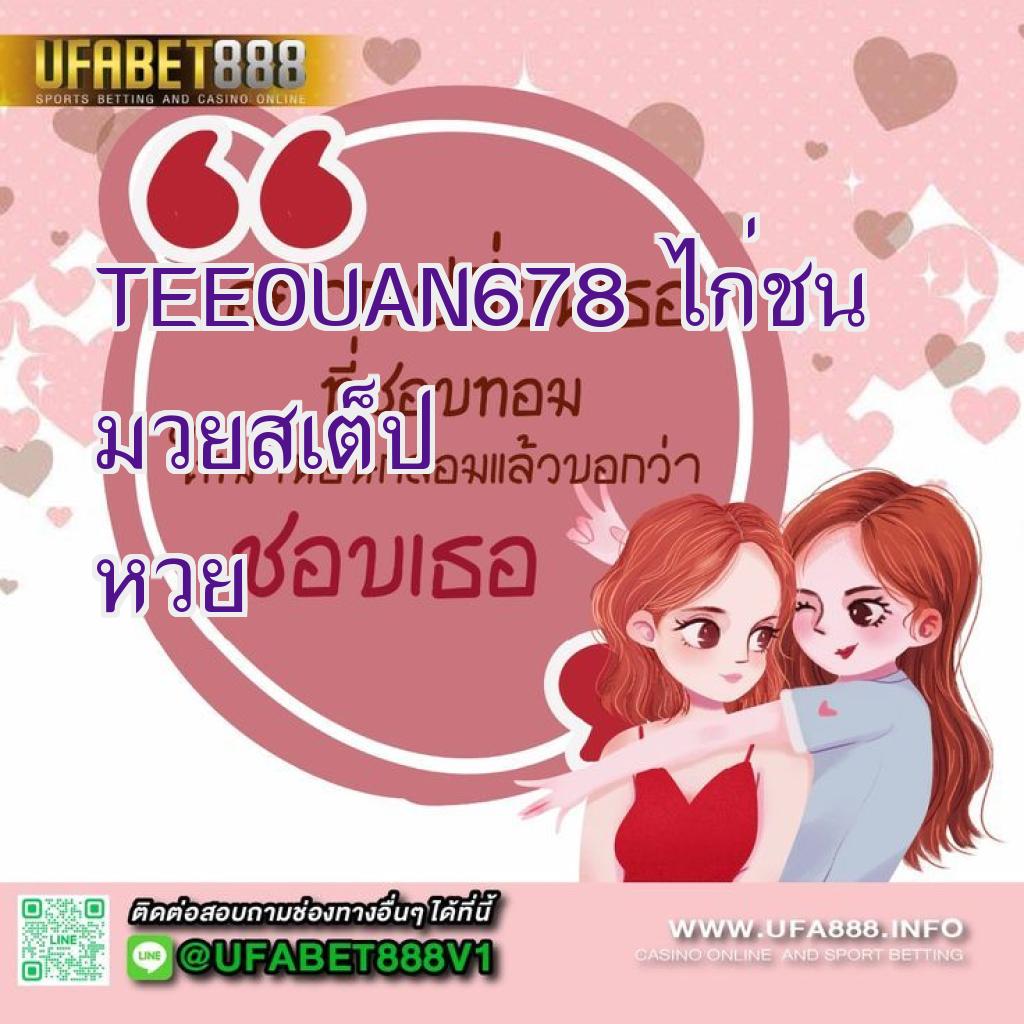 UFABET888
SPORTS BETTING AND CASINO ONLINE
TEEOUAN678 ไก่ชน
ที่ชอบทอม
มวยสเต็ป
แล้วบอกว่า
หวย
ชอบเธอ
LINE
ติดต่อสอบถามช่องทางอื่นๆ ได้ที่นี้
LINE @UFABET888V1
WWW.UFA888.INFO
CASINO ONLINE AND SPORT BETTING